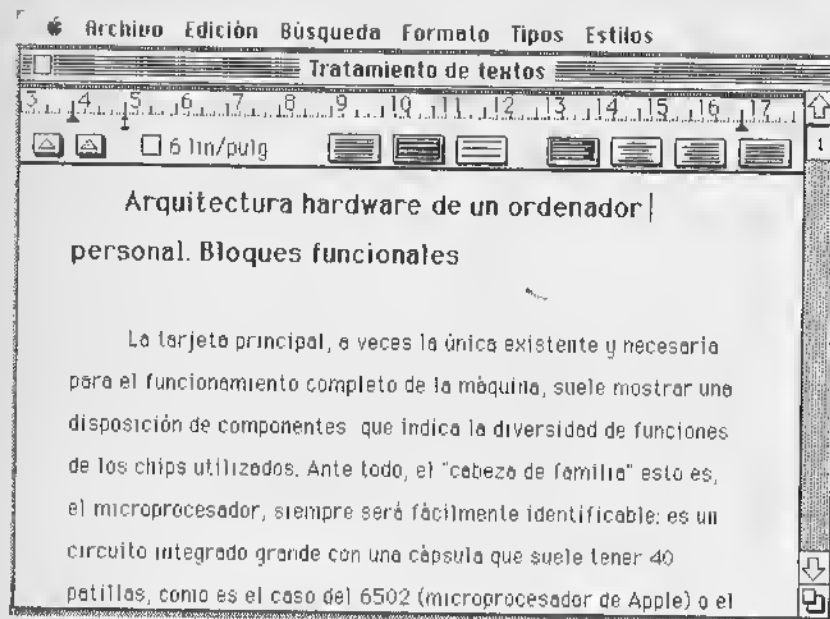 Archivo Edición Búsqueda Formato Tipos Estilos
Tratamiento de textos
3 4 5 6 7 8 9 10 11 12 13 14 15 16 17
6 lin/pulg
1
Arquitectura hardware de un ordenador
personal. Bloques funcionales
La tarjeta principal, a veces la única existente y necesaria
para el funcionamiento completo de la máquina, suele mostrar una
disposición de componentes que indica la diversidad de funciones
de los chips utilizados. Ante todo, el "cabeza de familia" esto es,
el microprocesador, siempre será fácilmente identificable: es un
circuito integrado grande con una cápsula que suele tener 40
patillas, como es el caso del 6502 (microprocesador de Apple) o el